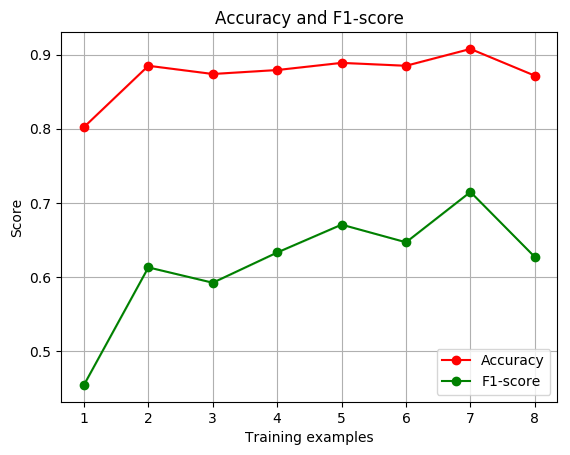 Accuracy and F1-score
0.9
0.8
0.7
0.6
0.5
Score
Accuracy
F1-score
1 2 3 4 5 6 7 8
Training examples